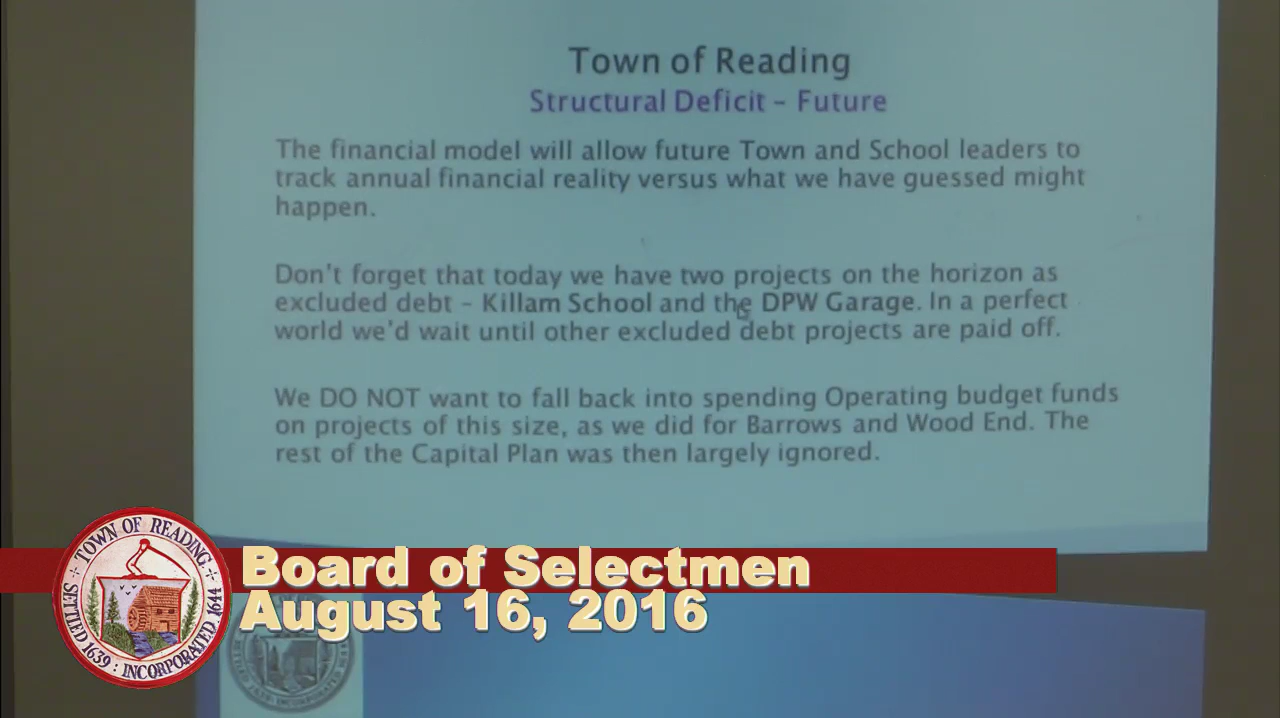 Town of Reading
Structural Deficit - Future
The financial model will allow future Town and School leaders to
track annual financial reality versus what we have guessed might
happen.
Don't forget that today we have two projects on the horizon as
excluded debt - Killam School and the DPW Garage. In a perfect
world we'd wait until other excluded debt projects are paid off.
We DO NOT want to fall back into spending Operating budget funds
on projects of this size, as we did for Barrows and Wood End. The
rest of the Capital Plan was then largely ignored.
TOWN OF READING
SETTLED 1639 : INCORPORATED 1644
Board of Selectmen
August 16, 2016